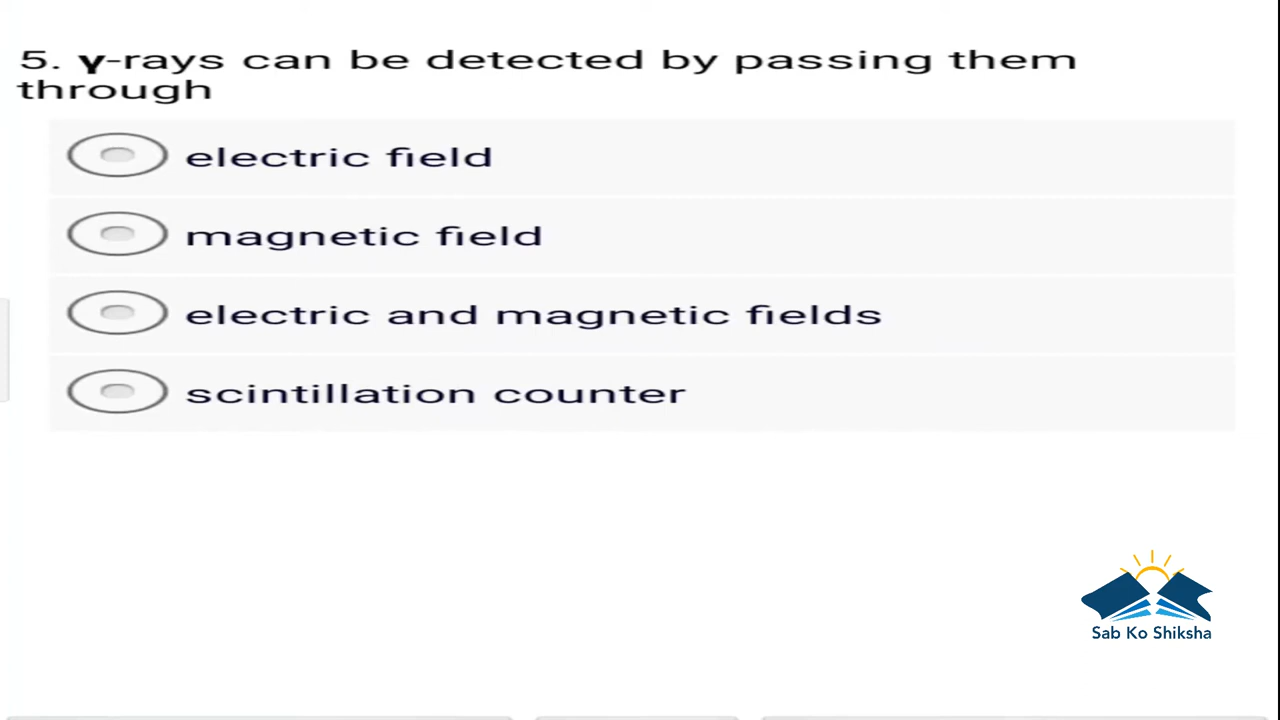 5. γ-rays can be detected by passing them
through
electric field
magnetic field
electric and magnetic fields
scintillation counter
Sab Ko Shiksha